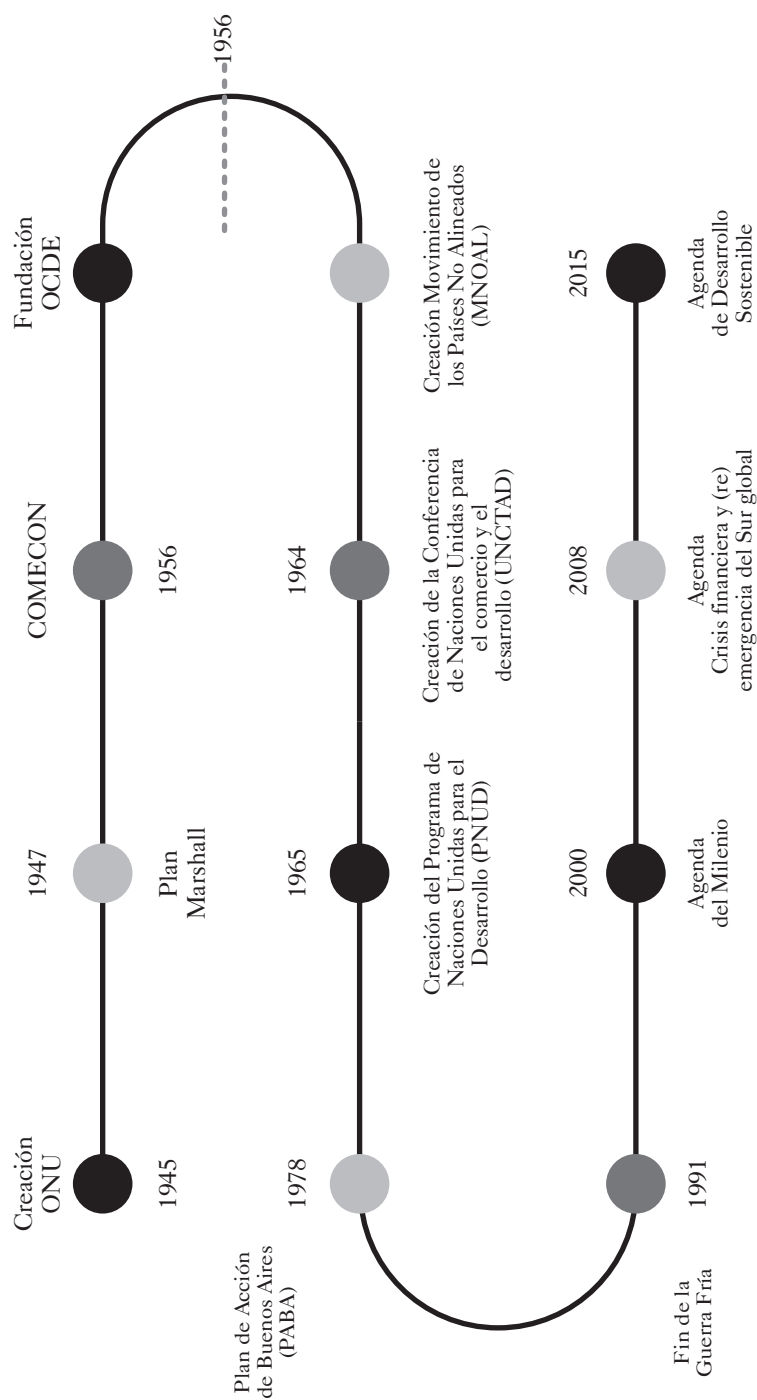 Creación
ONU
1945
1947
Plan
Marshall
COMECON
1956
Fundación
OCDE
1956
Creación Movimiento de
los Países No Alineados
(MNOAL)
1964
Creación de la Conferencia
de Naciones Unidas para
el comercio y el
desarrollo (UNCTAD)
1965
Creación del Programa de
Naciones Unidas para el
Desarrollo (PNUD)
Plan de Acción
de Buenos Aires
(PABA)
1978
Fin de la
Guerra Fría
1991
2000
Agenda
del Milenio
2008
Agenda
Crisis financiera y (re)
emergencia del Sur global
2015
Agenda
de Desarrollo
Sostenible